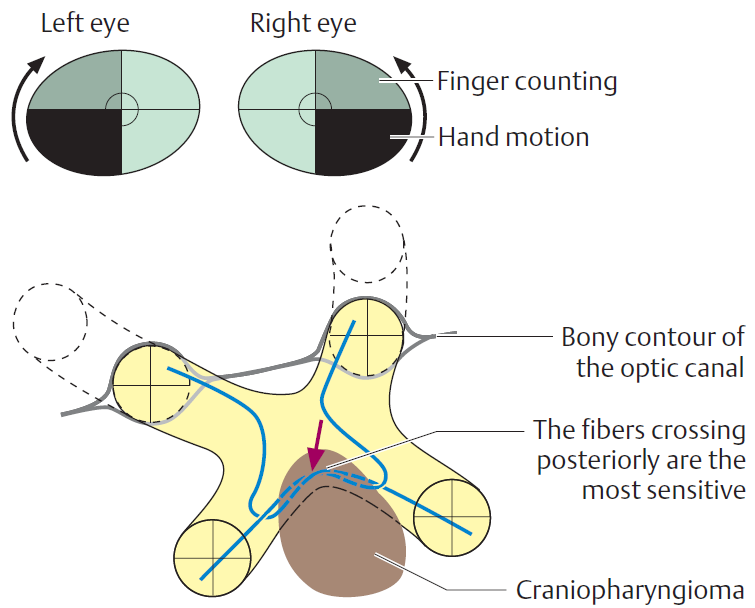 Left eye
Right eye
Finger counting
Hand motion
Bony contour of
the optic canal
The fibers crossing
posteriorly are the
most sensitive
Craniopharyngioma